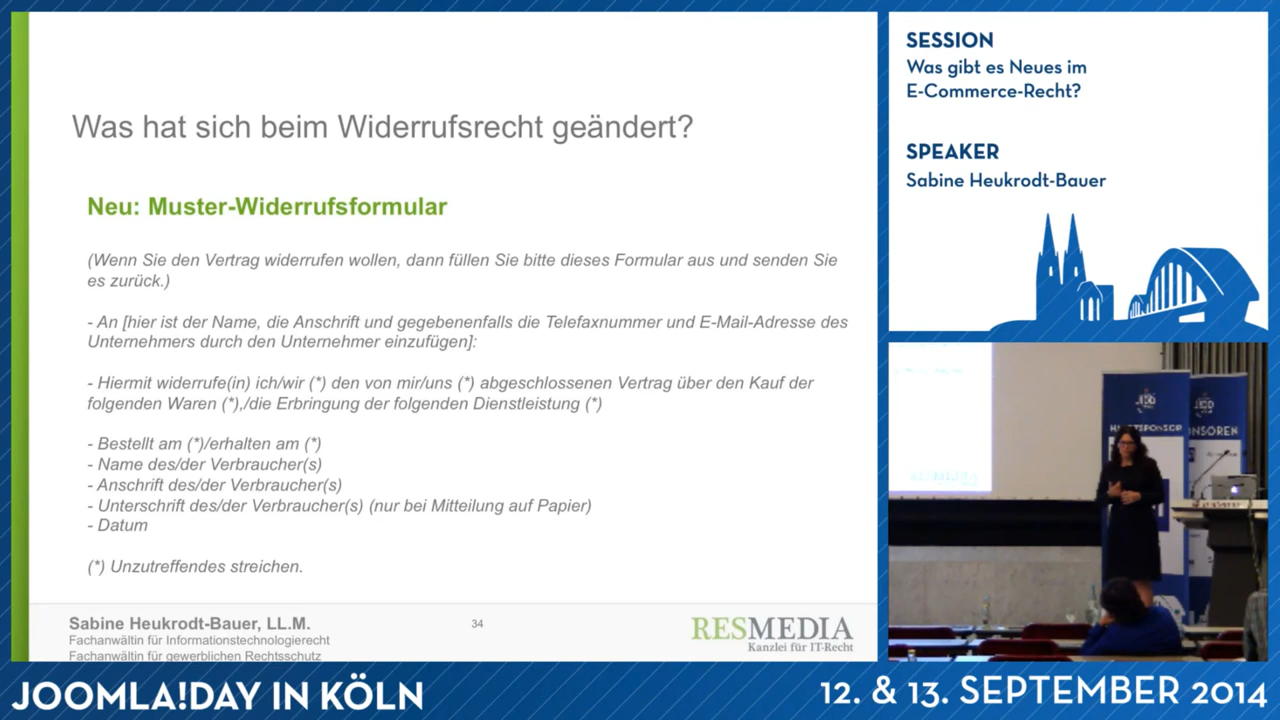 Was hat sich beim Widerrufsrecht geändert?
Neu: Muster-Widerrufsformular
(Wenn Sie den Vertrag widerrufen wollen, dann füllen Sie bitte dieses Formular aus und senden Sie
es zurück.)
- An [hier ist der Name, die Anschrift und gegebenenfalls die Telefaxnummer und E-Mail-Adresse des
Unternehmers durch den Unternehmer einzufügen]:
- Hiermit widerrufe(in) ich/wir (*) den von mir/uns (*) abgeschlossenen Vertrag über den Kauf der
folgenden Waren (*),/die Erbringung der folgenden Dienstleistung (*)
- Bestellt am (*)/erhalten am (*)
- Name des/der Verbraucher(s)
- Anschrift des/der Verbraucher(s)
- Unterschrift des/der Verbraucher(s) (nur bei Mitteilung auf Papier)
- Datum
(*) Unzutreffendes streichen.
Sabine Heukrodt-Bauer, LL.M.
Fachanwältin für Informationstechnologierecht
Fachanwältin für gewerblichen Rechtsschutz
34
RESMEDIA
Kanzlei für IT-Recht
SESSION
Was gibt es Neues im
E-Commerce-Recht?
SPEAKER
Sabine Heukrodt-Bauer
JOOMLA!DAY IN KÖLN
12. & 13. SEPTEMBER 2014